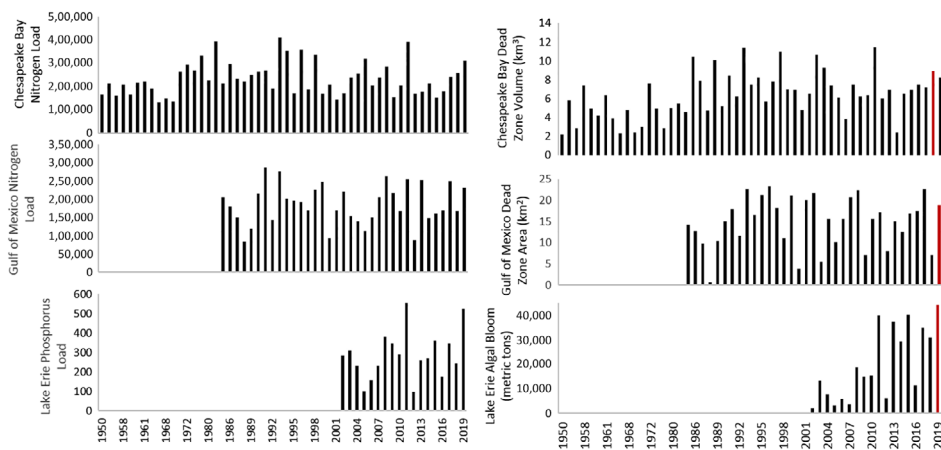 Chesapeake Bay
Nitrogen Load
5,00,000
4,00,000
3,00,000
2,00,000
1,00,000
0
Chesapeake Bay Dead
Zone Volume (km³)
14
12
10
8
6
4
2
0
Gulf of Mexico Nitrogen
Load
3,50,000
3,00,000
2,50,000
2,00,000
1,50,000
1,00,000
50,000
0
Gulf of Mexico Dead
Zone Area (km²)
25
20
15
10
5
0
Lake Erie Phosphorus
Load
600
500
400
300
200
100
0
1950 1958 1961 1968 1972 1980 1986 1989 1992 1995 1998 2001 2004 2007 2010 2013 2016 2019
Lake Erie Algal Bloom
(metric tons)
40,000
30,000
20,000
10,000
0
1950 1958 1961 1968 1972 1980 1986 1989 1992 1995 1998 2001 2004 2007 2010 2013 2016 2019